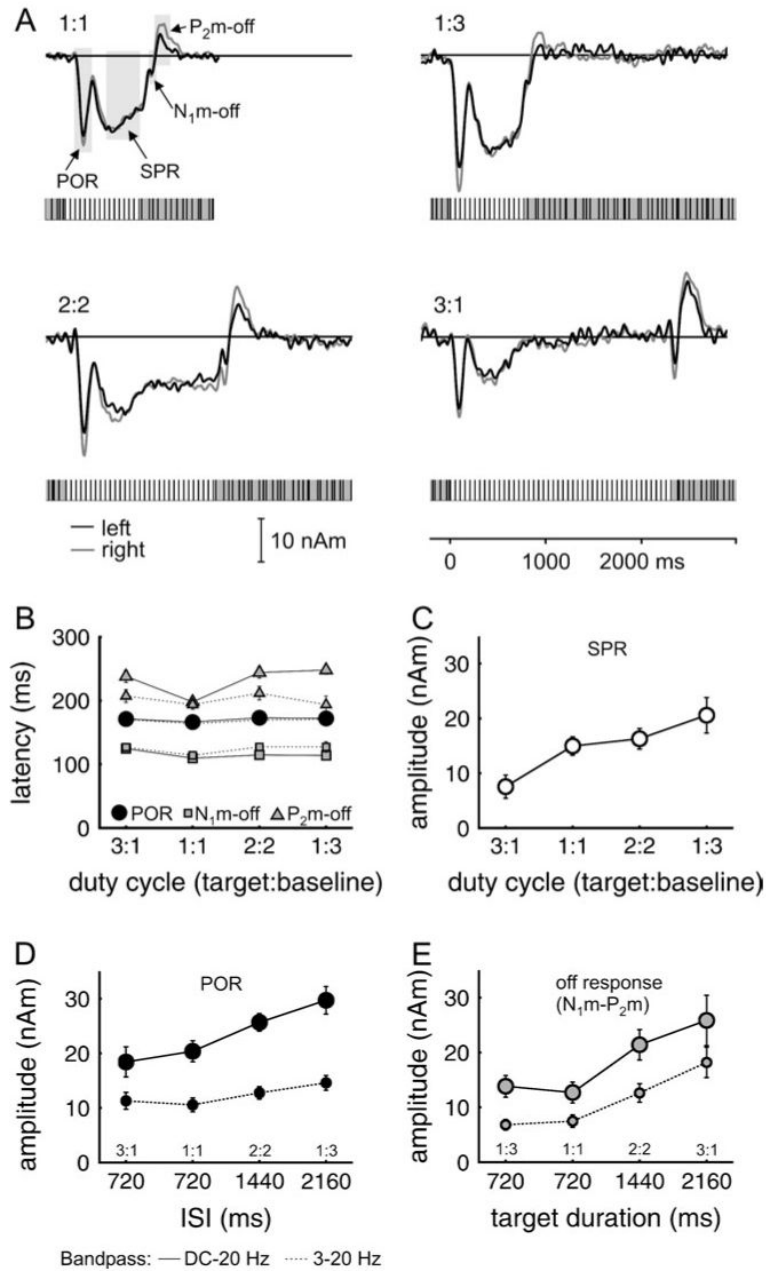 A
1:1
P2m-off
N1m-off
POR
SPR
1:3
2:2
3:1
left
right
10 nAm
0 1000 2000 ms
B
latency (ms)
300
200
100
0
POR N1m-off P2m-off
3:1 1:1 2:2 1:3
duty cycle (target:baseline)
C
SPR
amplitude (nAm)
30
20
10
0
3:1 1:1 2:2 1:3
duty cycle (target:baseline)
D
POR
amplitude (nAm)
30
20
10
0
3:1 1:1 2:2 1:3
720 720 1440 2160
ISI (ms)
E
off response
(N1m-P2m)
amplitude (nAm)
30
20
10
0
1:3 1:1 2:2 3:1
720 720 1440 2160
target duration (ms)
Bandpass: DC-20 Hz 3-20 Hz